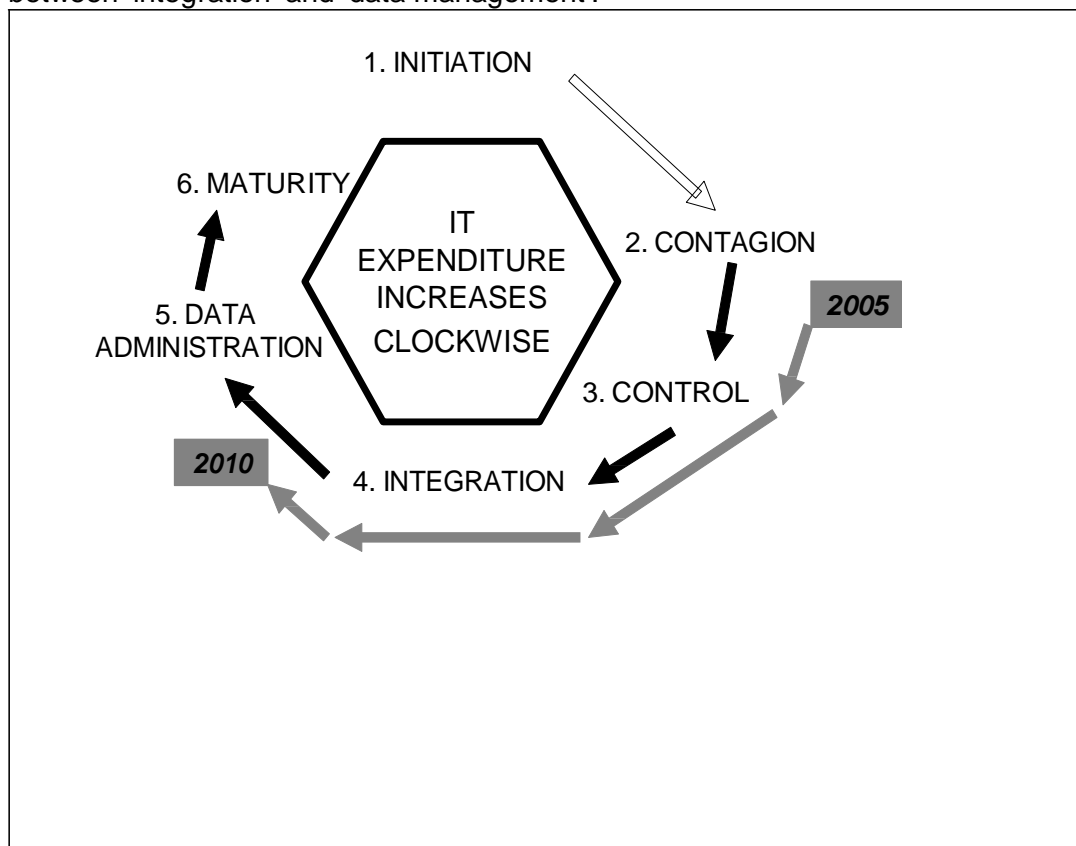 between 'integration' and 'data management'.
1. INITIATION
6. MATURITY
IT
EXPENDITURE
INCREASES
CLOCKWISE
2. CONTAGION
5. DATA
ADMINISTRATION
2005
3. CONTROL
2010
4. INTEGRATION